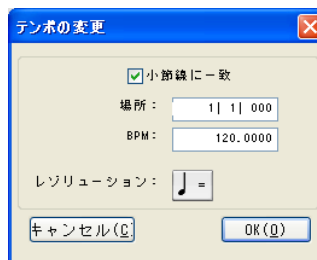 テンポの変更
小節線に一致
場所：
1| 1| 000
BPM：
120.0000
レゾリューション：
=
キャンセル(C)
OK(O)